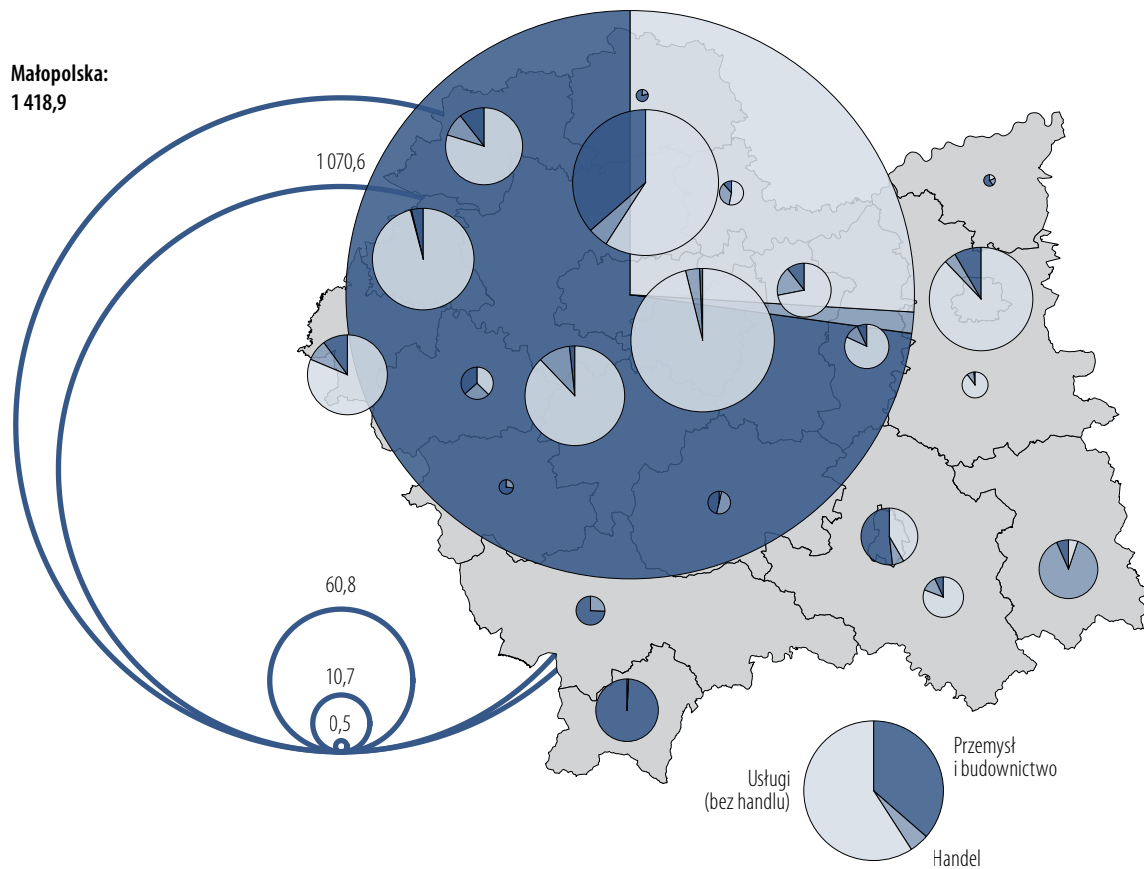 Małopolska:
1 418,9
1 070,6
60,8
10,7
0,5
Przemysł
i budownictwo
Usługi
(bez handlu)
Handel